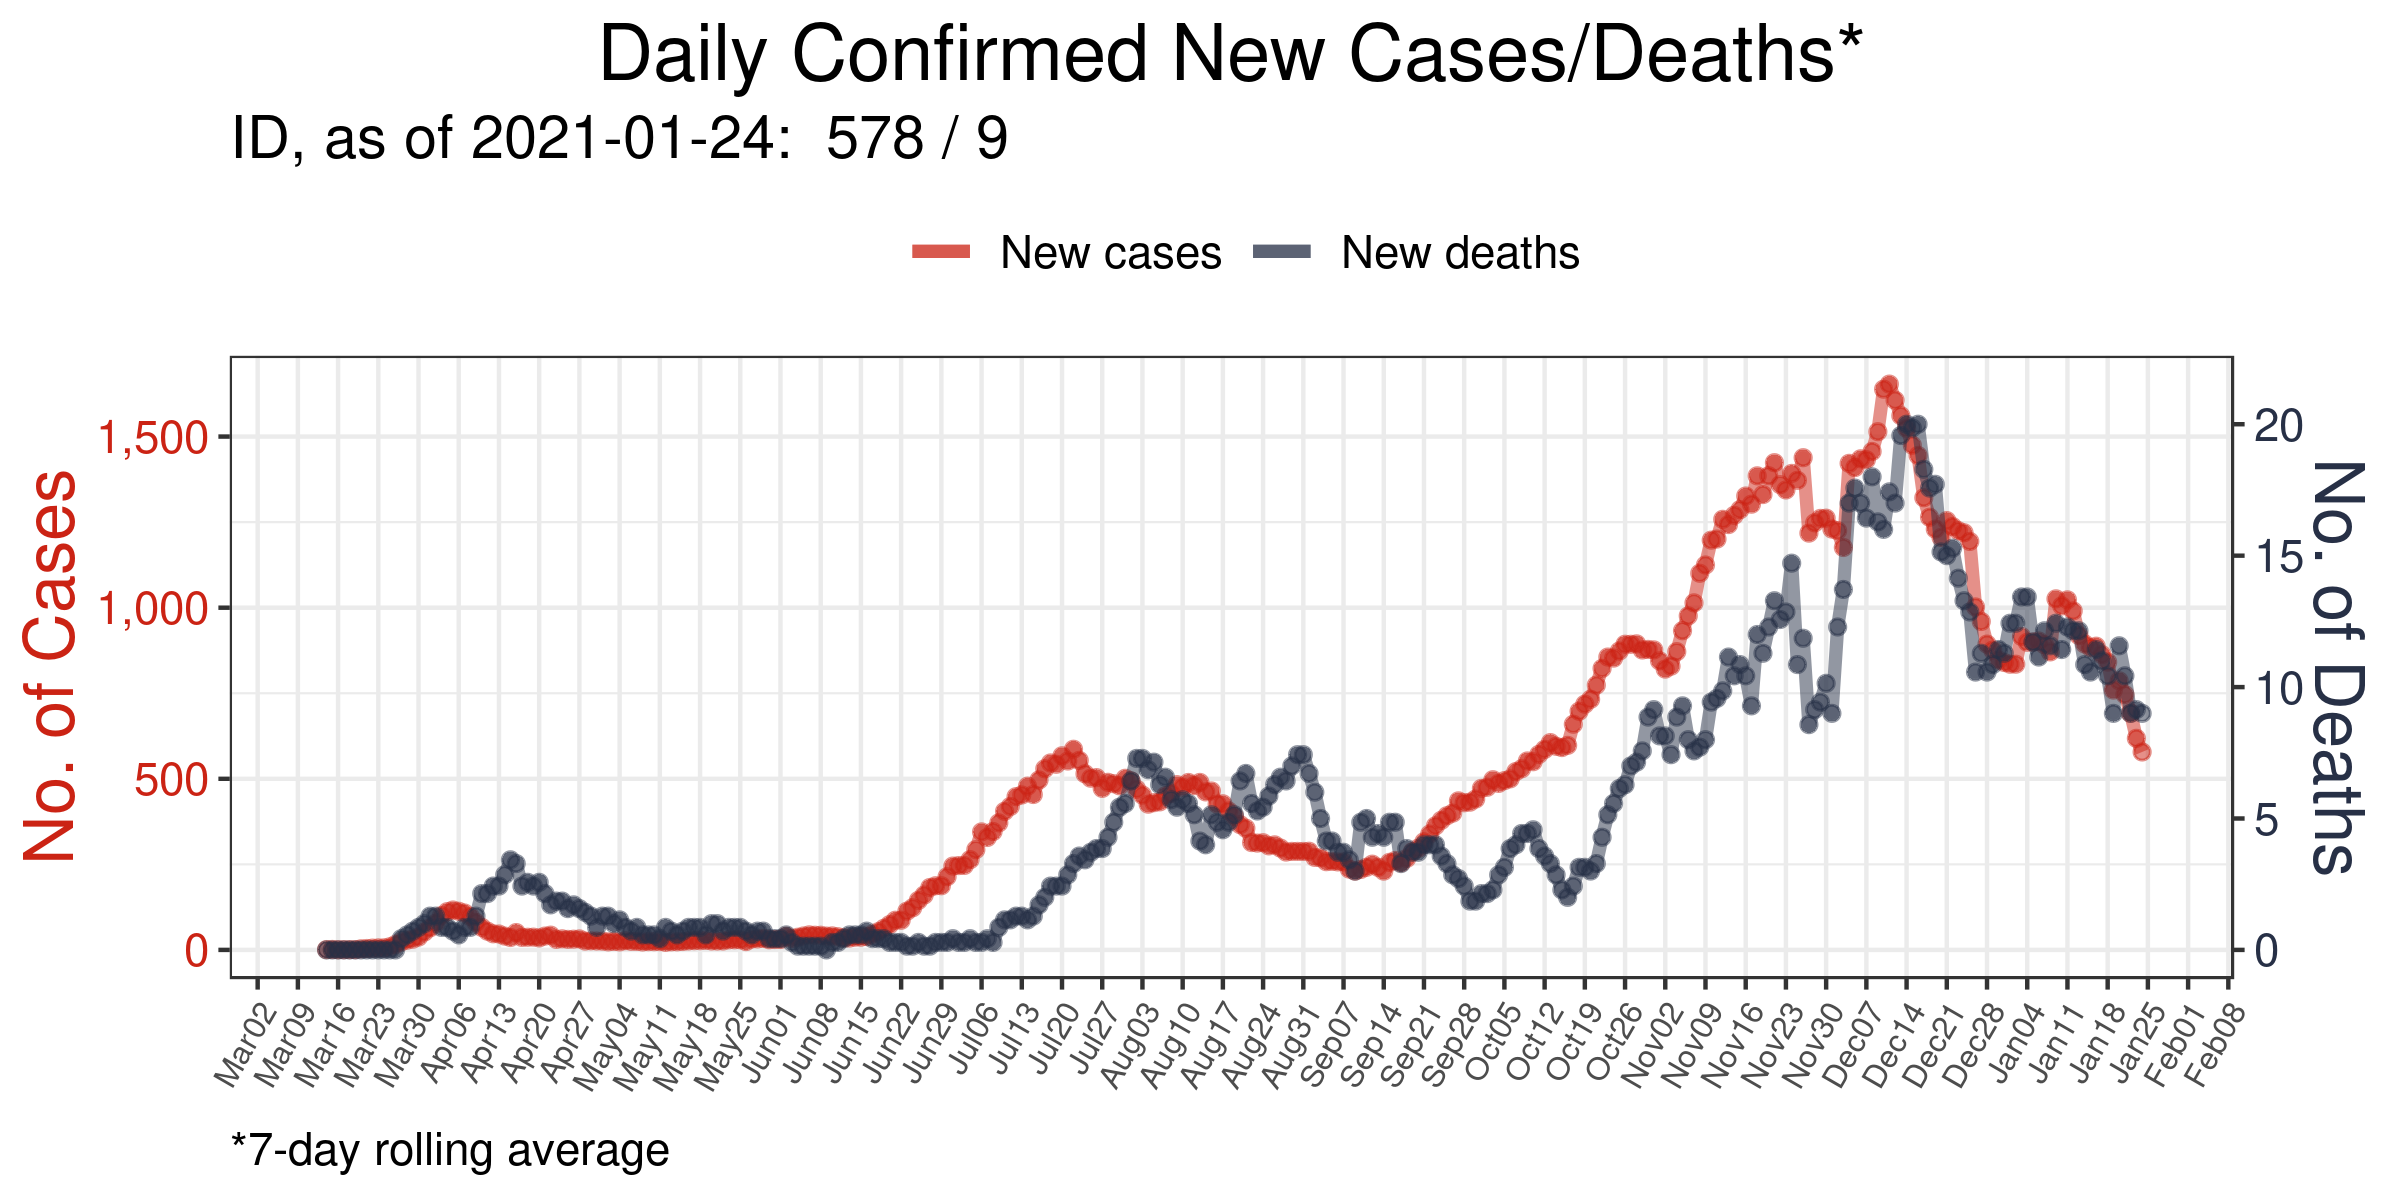 Daily Confirmed New Cases/Deaths*
ID, as of 2021-01-24:  578 / 9
New cases
New deaths
No. of Cases
1,500
1,000
500
0
20
15
10
5
0
No. of Deaths
Mar02
Mar09
Mar16
Mar23
Mar30
Apr06
Apr13
Apr20
Apr27
May04
May11
May18
May25
Jun01
Jun08
Jun15
Jun22
Jun29
Jul06
Jul13
Jul20
Jul27
Aug03
Aug10
Aug17
Aug24
Aug31
Sep07
Sep14
Sep21
Sep28
Oct05
Oct12
Oct19
Oct26
Nov02
Nov09
Nov16
Nov23
Nov30
Dec07
Dec14
Dec21
Dec28
Jan04
Jan11
Jan18
Jan25
Feb01
Feb08
*7-day rolling average